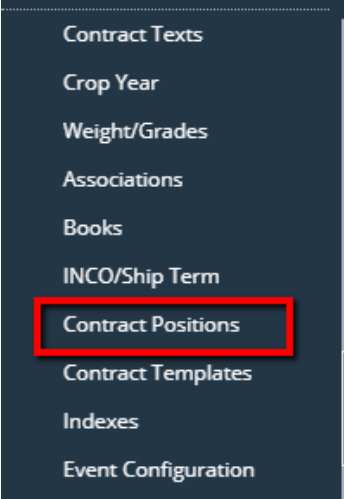 Contract Texts
Crop Year
Weight/Grades
Associations
Books
INCO/Ship Term
Contract Positions
Contract Templates
Indexes
Event Configuration